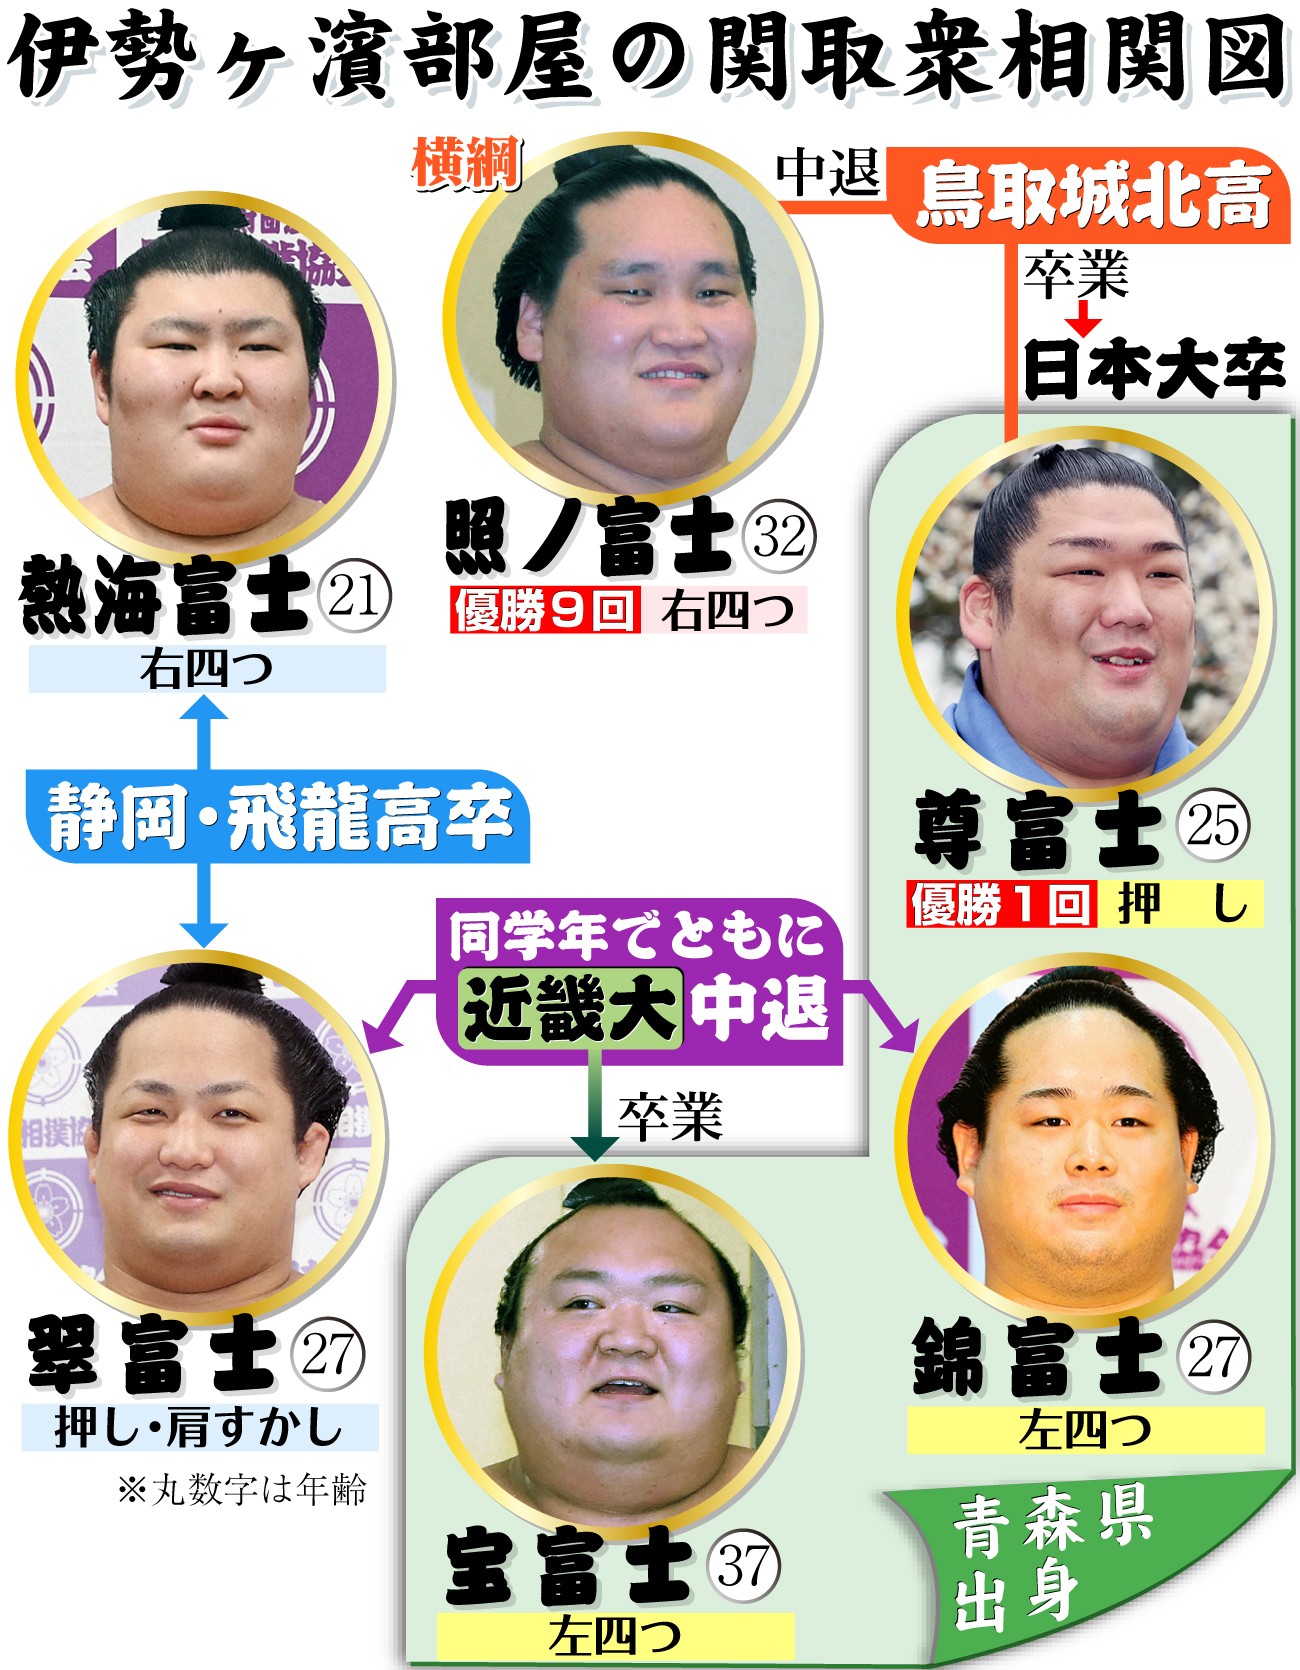 伊勢ヶ濱部屋の関取衆相関図
横綱
中退
鳥取城北高
卒業
日本大卒
照ノ富士32
優勝9回 右四つ
熱海富士21
右四つ
静岡・飛龍高卒
尊富士25
優勝1回 押し
同学年でともに
近畿大中退
卒業
翠富士27
押し・肩すかし
※丸数字は年齢
錦富士27
左四つ
宝富士37
左四つ
青森県
出身